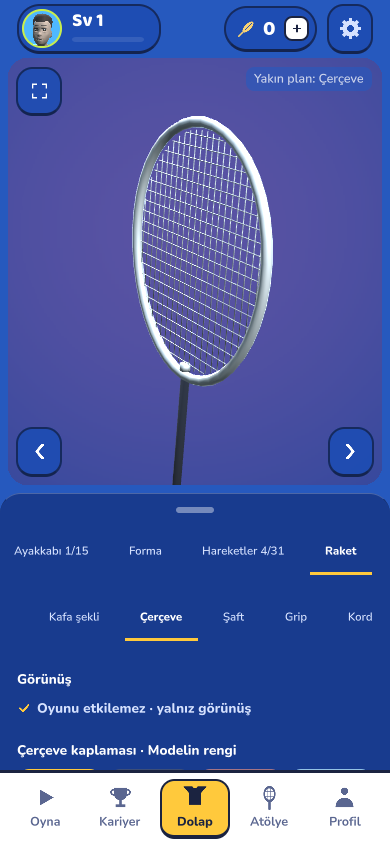 Sv 1
0
+
Yakın plan: Çerçeve
Ayakkabı 1/15 Forma Hareketler 4/31 Raket
Kafa şekli Çerçeve Şaft Grip Kord
Görünüş
Oyunu etkilemez · yalnız görünüş
Çerçeve kaplaması · Modelin rengi
Oyna Kariyer Dolap Atölye Profil